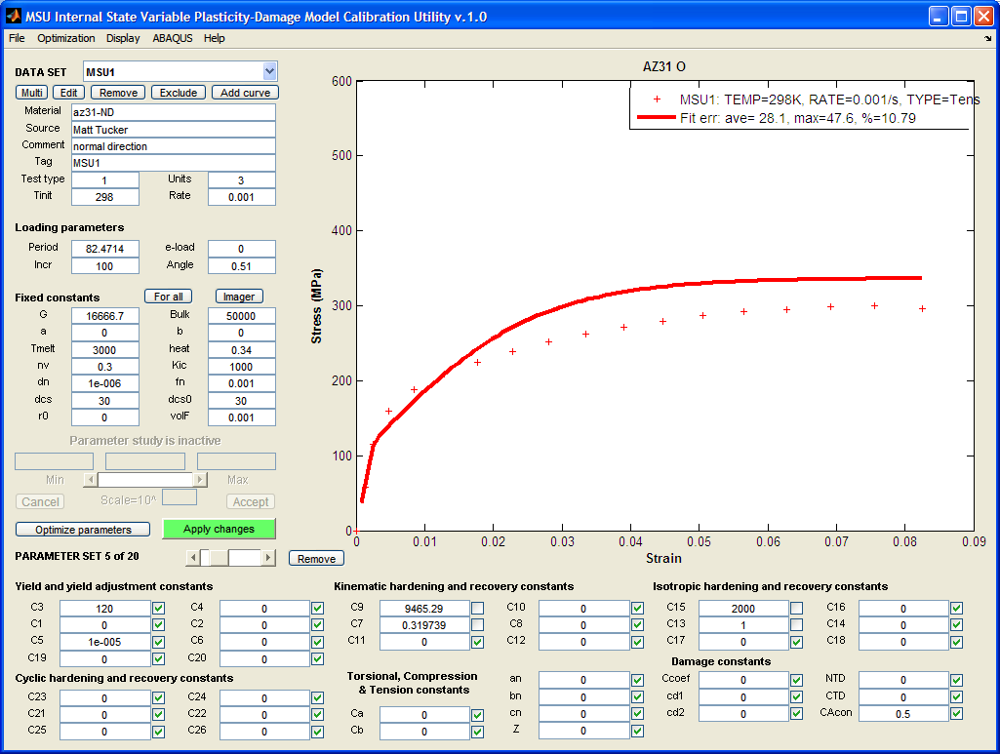 MSU Internal State Variable Plasticity-Damage Model Calibration Utility v.1.0
File Optimization Display ABAQUS Help
DATA SET MSU1
Multi Edit Remove Exclude Add curve
Material az31-ND
Source Matt Tucker
Comment normal direction
Tag MSU1
Test type 1 Units 3
Tinit 298 Rate 0.001
Loading parameters
Period 82.4714 e-load 0
Incr 100 Angle 0.51
Fixed constants For all Imager
G 16666.7 Bulk 50000
a 0 b 0
Tmelt 3000 heat 0.34
nv 0.3 Kic 1000
dn 1e-006 fn 0.001
dcs 30 dcs0 30
r0 0 volF 0.001
Parameter study is inactive
Min Max
Cancel Scale=10^ Accept
Optimize parameters Apply changes
AZ31 O
MSU1: TEMP=298K, RATE=0.001/s, TYPE=Tens
Fit err: ave= 28.1, max=47.6, %=10.79
600
500
400
300
200
100
0
Stress (MPa)
0 0.01 0.02 0.03 0.04 0.05 0.06 0.07 0.08 0.09
Strain
PARAMETER SET 5 of 20 Remove
Yield and yield adjustment constants
C3 120 C4 0
C1 0 C2 0
C5 1e-005 C6 0
C19 0 C20 0
Cyclic hardening and recovery constants
C23 0 C24 0
C21 0 C22 0
C25 0 C26 0
Kinematic hardening and recovery constants
C9 9465.29 C10 0
C7 0.319739 C8 0
C11 0 C12 0
Torsional, Compression
& Tension constants
Ca 0
Cb 0
an 0
bn 0
cn 0
Z 0
Isotropic hardening and recovery constants
C15 2000 C16 0
C13 1 C14 0
C17 0 C18 0
Damage constants
Ccoef 0 NTD 0
cd1 0 CTD 0
cd2 0 CAcon 0.5